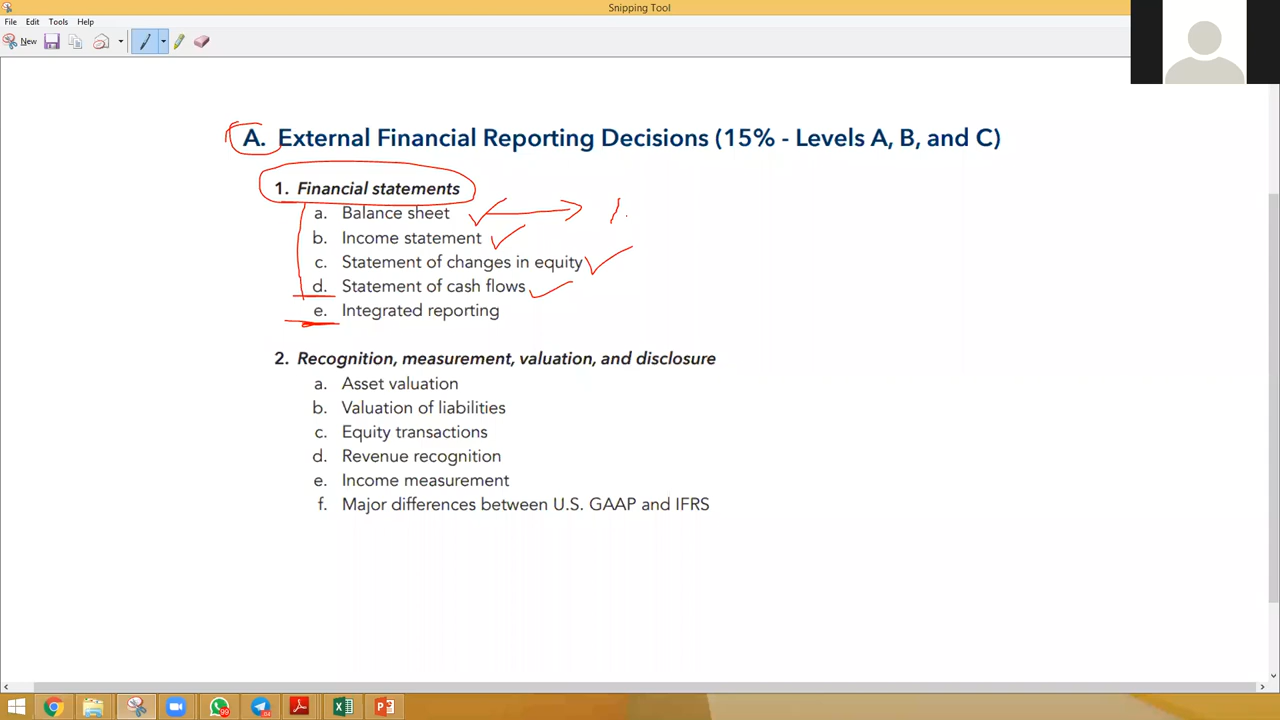 Snipping Tool
File Edit Tools Help
New
A. External Financial Reporting Decisions (15% - Levels A, B, and C)
1. Financial statements
a. Balance sheet
b. Income statement
c. Statement of changes in equity
d. Statement of cash flows
e. Integrated reporting
2. Recognition, measurement, valuation, and disclosure
a. Asset valuation
b. Valuation of liabilities
c. Equity transactions
d. Revenue recognition
e. Income measurement
f. Major differences between U.S. GAAP and IFRS
99